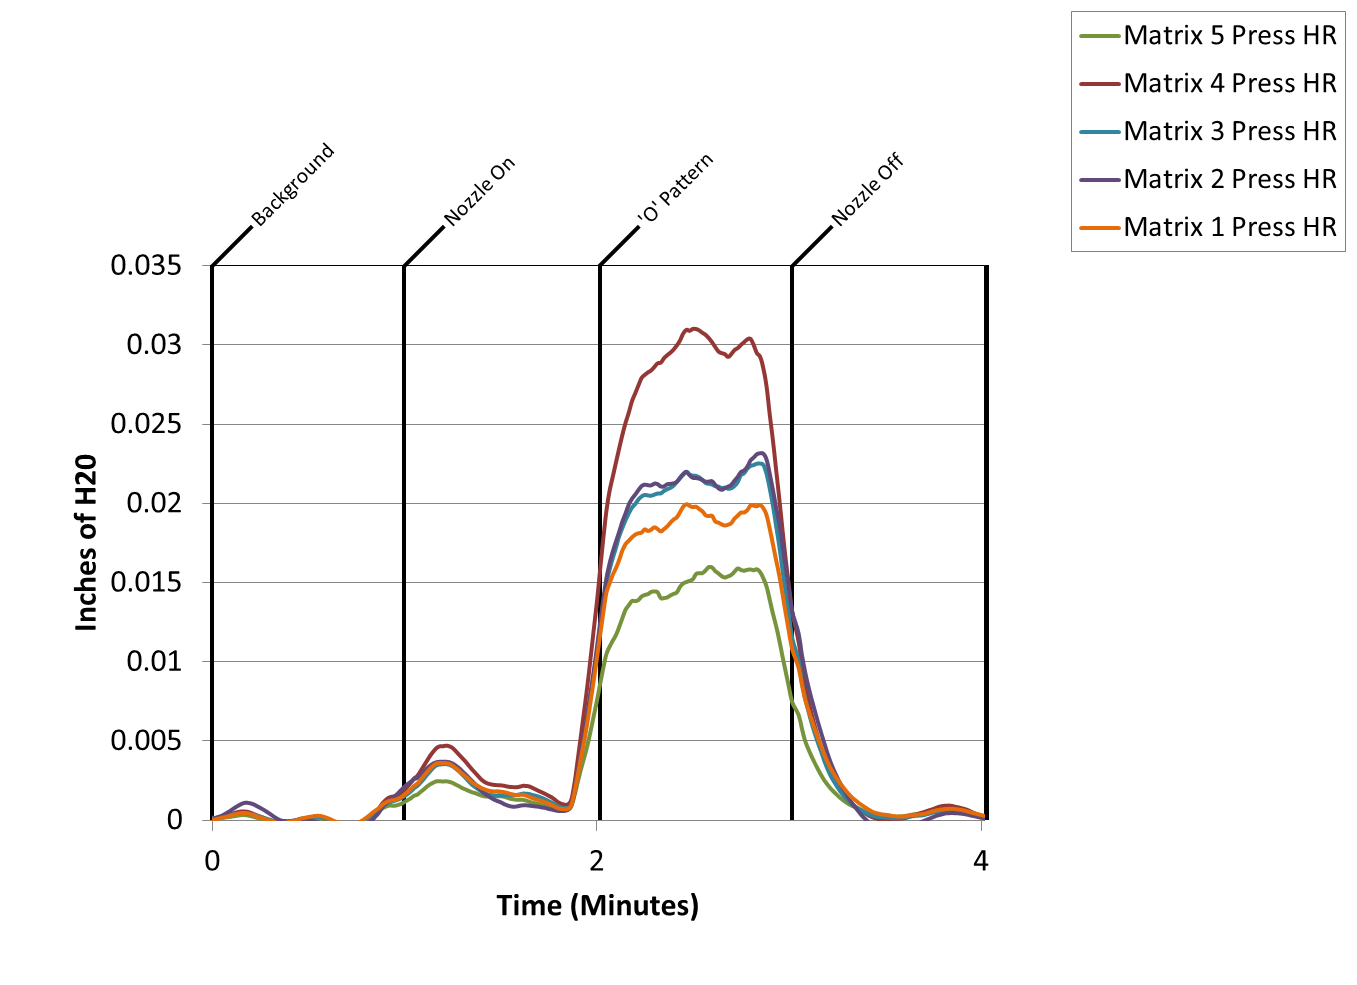 Matrix 5 Press HR
Matrix 4 Press HR
Matrix 3 Press HR
Matrix 2 Press HR
Matrix 1 Press HR
Background
Nozzle On
'O' Pattern
Nozzle Off
0.035
0.03
0.025
0.02
0.015
0.01
0.005
0
Inches of H20
0
2
4
Time (Minutes)